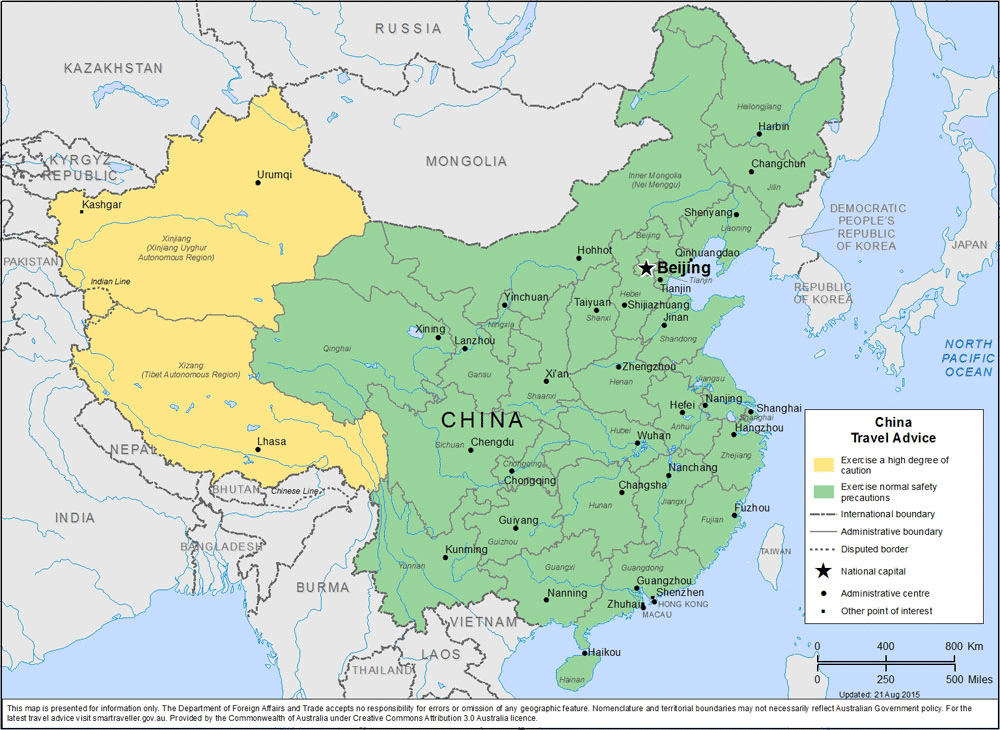 RUSSIA
KAZAKHSTAN
Heilongjiang
Harbin
KYRGYZ
REPUBLIC
MONGOLIA
Changchun
Jilin
Urumqi
Inner Mongolia
(Nei Menggu)
Kashgar
Shenyang
Liaoning
DEMOCRATIC
PEOPLE'S
REPUBLIC
OF KOREA
JAPAN
Xinjiang
(Xinjiang Uyghur
Autonomous Region)
Beijing
Hohhot
Qinhuangdao
PAKISTAN
Beijing
Tianjin
Tianjin
Indian Line
REPUBLIC
OF KOREA
Yinchuan
Hebei
Taiyuan
Shijiazhuang
Shanxi
Ningxia
Jinan
Xining
Lanzhou
Shandong
Qinghai
NORTH
PACIFIC
OCEAN
Xizang
(Tibet Autonomous Region)
Gansu
Xi'an
Zhengzhou
Henan
Jiangsu
Shaanxi
Nanjing
Hefei
Shanghai
Shanghai
CHINA
Anhui
Hangzhou
Hubei
Wuhan
Lhasa
Sichuan
Chengdu
NEPAL
Zhejiang
Chongqing
Chongqing
Nanchang
Changsha
BHUTAN
Chinese Line
Jiangxi
Hunan
Fuzhou
Fujian
INDIA
Guiyang
Guizhou
BANGLADESH
Kunming
Yunnan
TAIWAN
Guangxi
Guangdong
BURMA
Guangzhou
Nanning
Shenzhen
Zhuhai
HONG KONG
MACAU
VIETNAM
LAOS
Haikou
THAILAND
Hainan
China
Travel Advice
Exercise a high degree of
caution
Exercise normal safety
precautions
International boundary
Administrative boundary
Disputed border
National capital
Administrative centre
Other point of interest
0 400 800 Km
0 250 500 Miles
Updated: 21Aug 2015
This map is presented for information only. The Department of Foreign Affairs and Trade accepts no responsibility for errors or omission of any geographic feature. Nomenclature and territorial boundaries may not necessarily reflect Australian Government policy. For the
latest travel advice visit smartraveller.gov.au. Provided by the Commonwealth of Australia under Creative Commons Attribution 3.0 Australia licence.